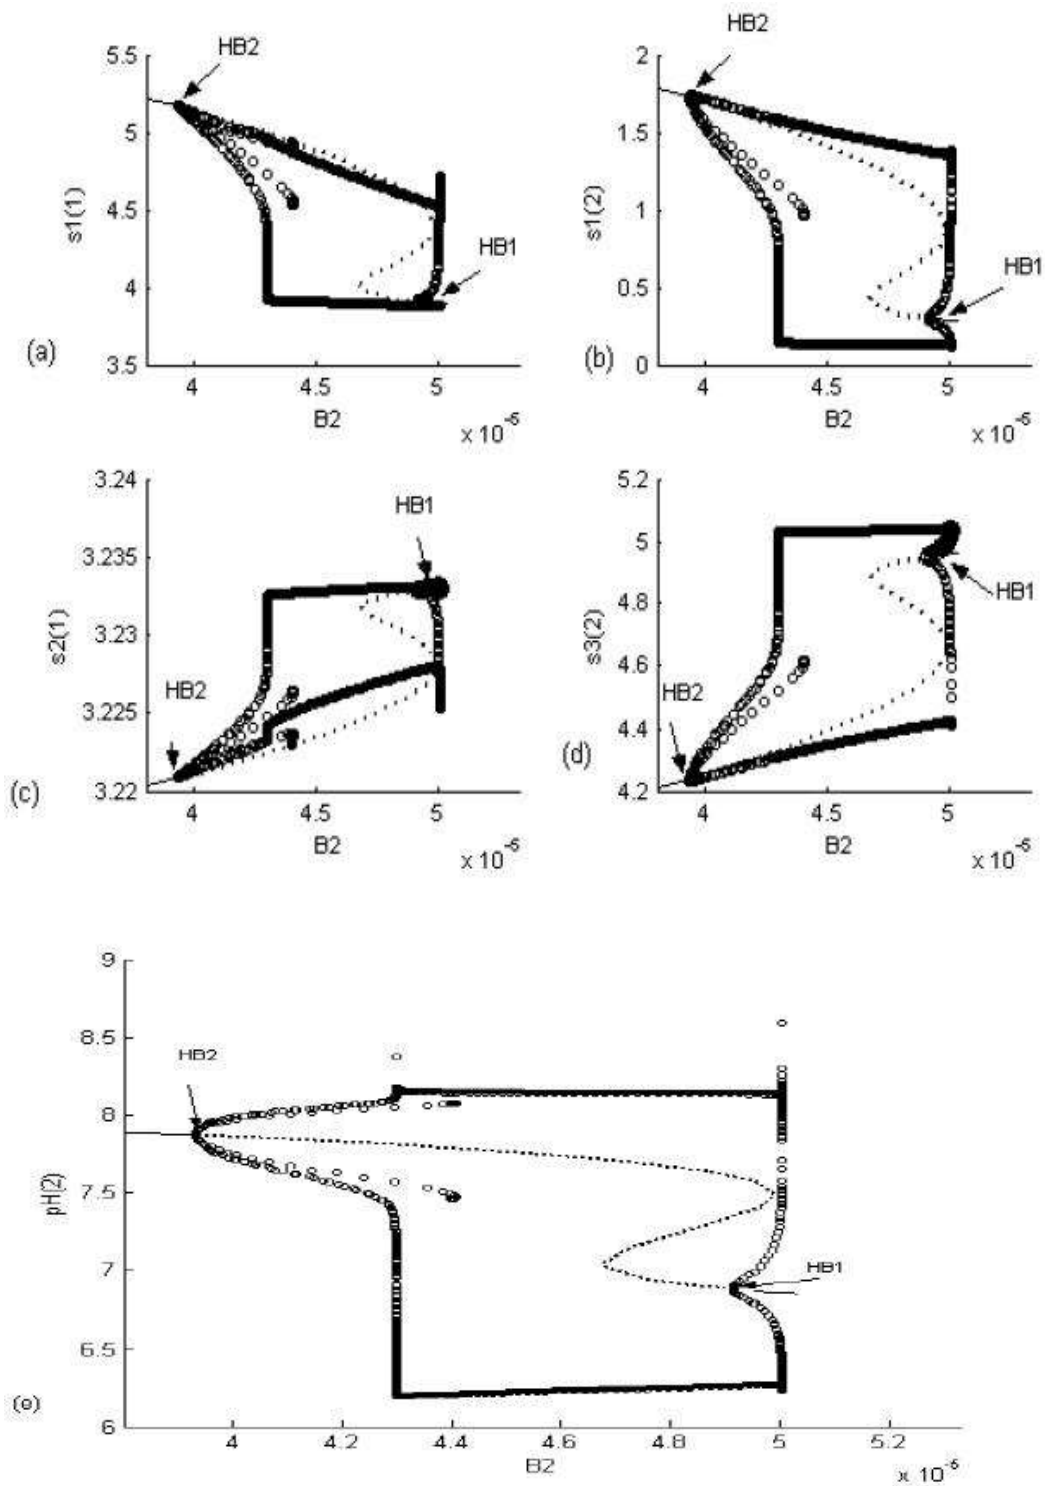 HB2
5.5
5
4.5
4
3.5
s1(1)
HB1
4 4.5 5
B2
x 10⁻⁵
(a)
HB2
2
1.5
1
0.5
0
s1(2)
HB1
4 4.5 5
B2
x 10⁻⁵
(b)
3.24
3.235
3.23
3.225
3.22
s2(1)
HB1
HB2
4 4.5 5
B2
x 10⁻⁵
(c)
5.2
5
4.8
4.6
4.4
4.2
s3(2)
HB1
HB2
4 4.5 5
B2
x 10⁻⁵
(d)
9
8.5
8
7.5
7
6.5
6
pH(2)
HB2
HB1
4 4.2 4.4 4.6 4.8 5 5.2
B2
x 10⁻⁵
(e)